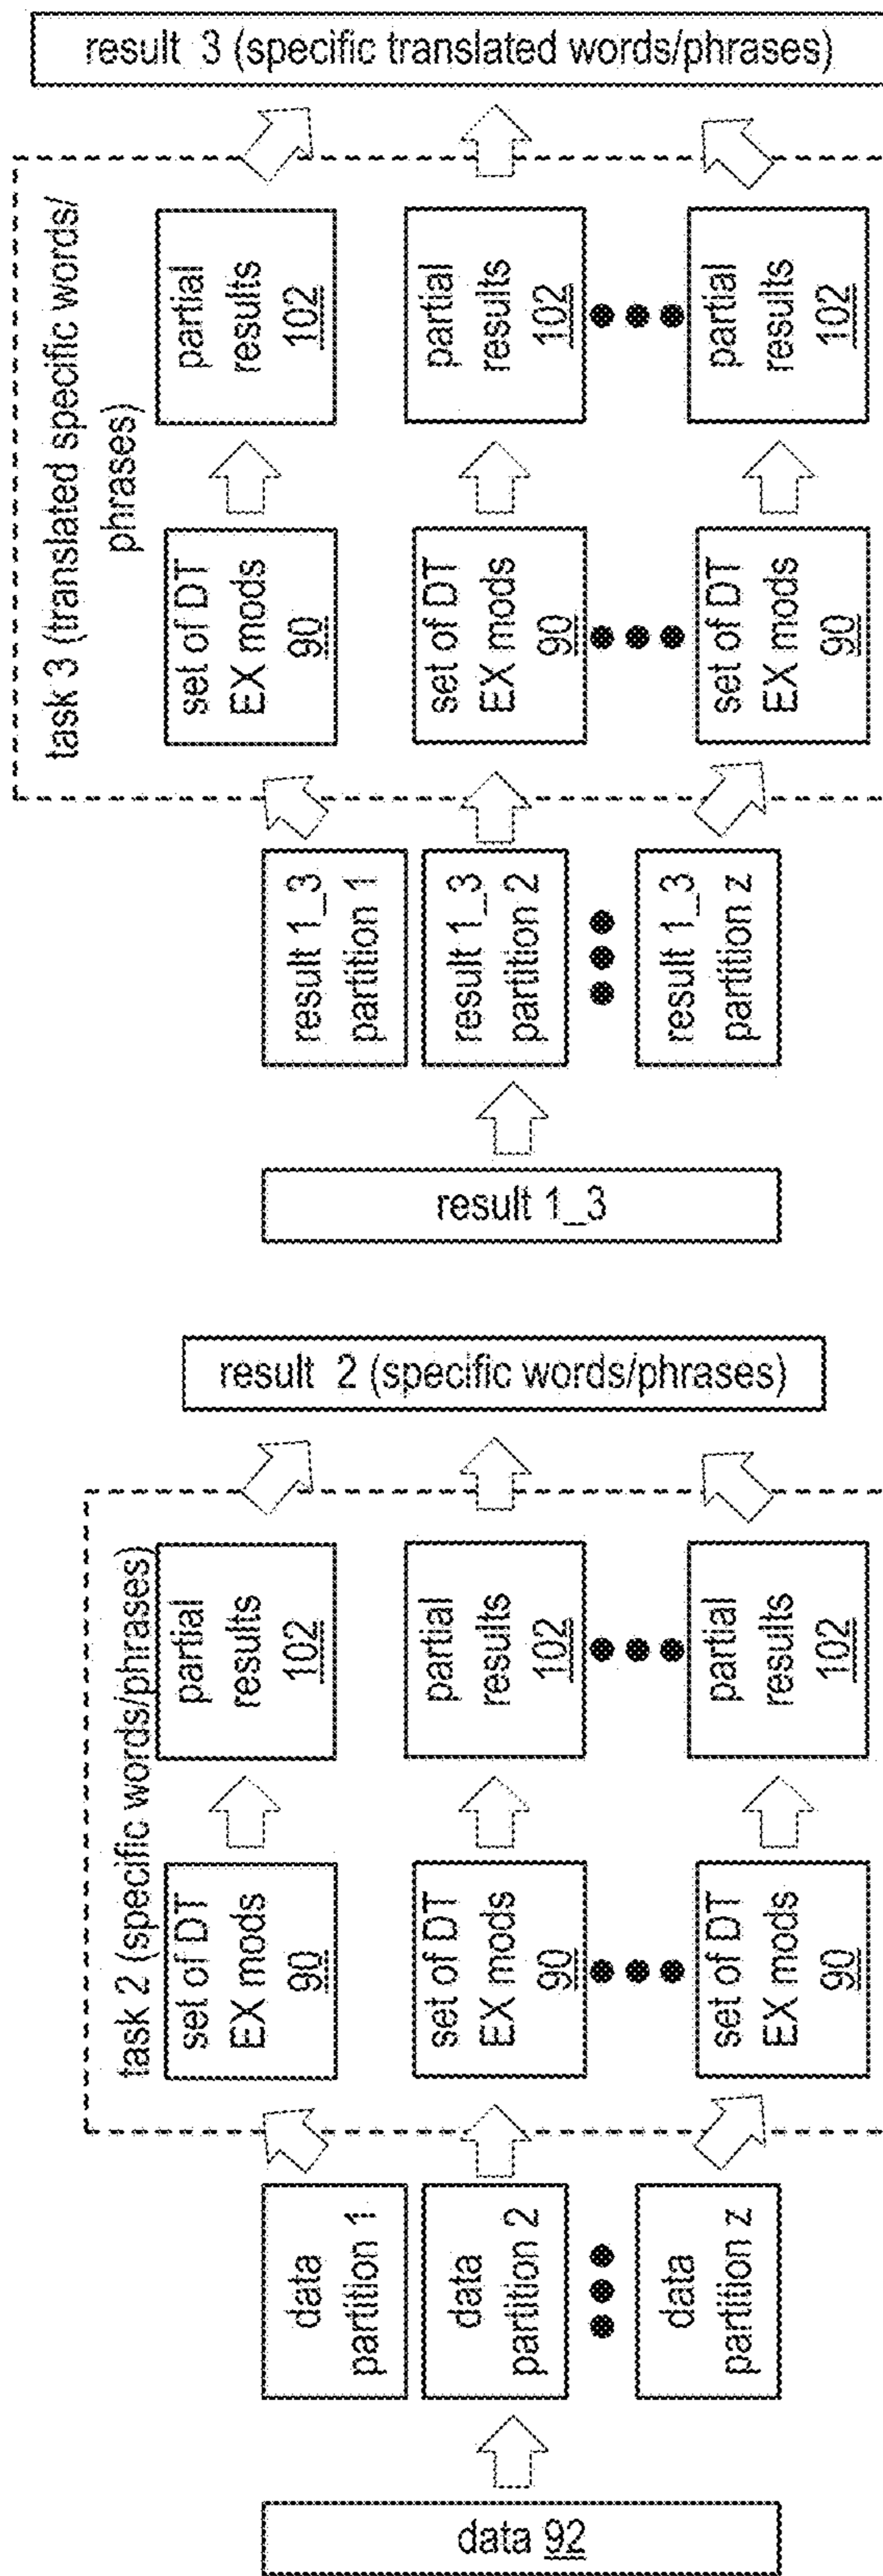 data 92
data
partition 1
data
partition 2
data
partition z
task 2 (specific words/phrases)
set of DT
EX mods
90
partial
results
102
set of DT
EX mods
90
partial
results
102
set of DT
EX mods
90
partial
results
102
result 2 (specific words/phrases)
result 1_3
result 1_3
partition 1
result 1_3
partition 2
result 1_3
partition z
task 3 (translated specific words/
phrases)
set of DT
EX mods
90
partial
results
102
set of DT
EX mods
90
partial
results
102
set of DT
EX mods
90
partial
results
102
result 3 (specific translated words/phrases)